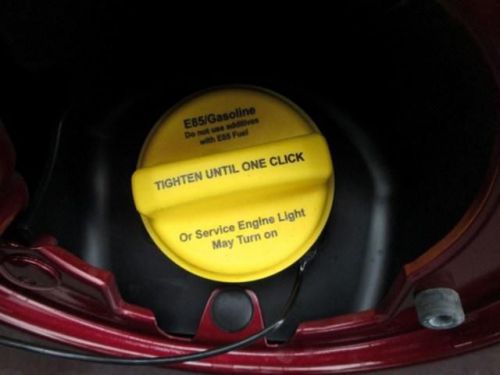 E85/Gasoline
Do not use additives
with E85 Fuel
TIGHTEN UNTIL ONE CLICK
Or Service Engine Light
May Turn on